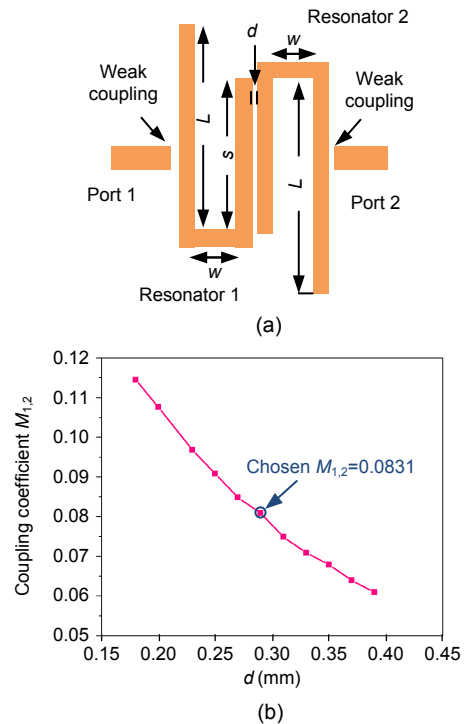 Resonator 2
d
w
Weak
coupling
Weak
coupling
L
s
L
Port 1
Port 2
w
Resonator 1
(a)
Coupling coefficient M1,2
0.12
0.11
0.10
0.09
0.08
0.07
0.06
0.05
Chosen M1,2=0.0831
0.15 0.20 0.25 0.30 0.35 0.40 0.45
d (mm)
(b)